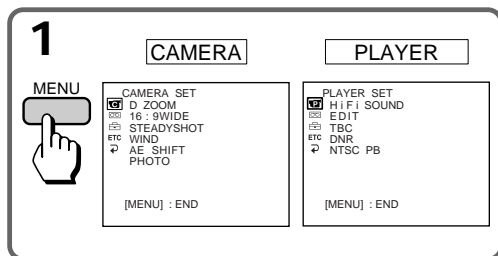 1
CAMERA
PLAYER
MENU
CAMERA SET
D ZOOM
16 : 9WIDE
STEADYSHOT
ETC WIND
AE SHIFT
PHOTO
[MENU] : END
PLAYER SET
HiFi SOUND
EDIT
TBC
ETC DNR
NTSC PB
[MENU] : END